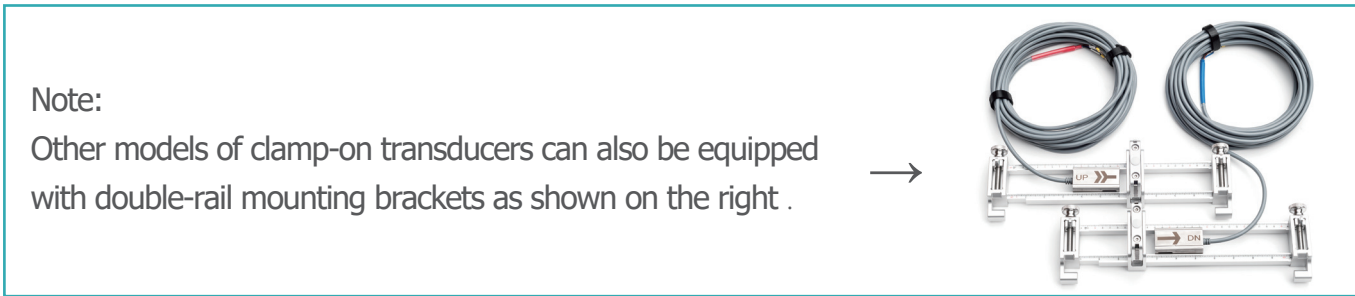 Note:
Other models of clamp-on transducers can also be equipped
with double-rail mounting brackets as shown on the right .
UP
DN